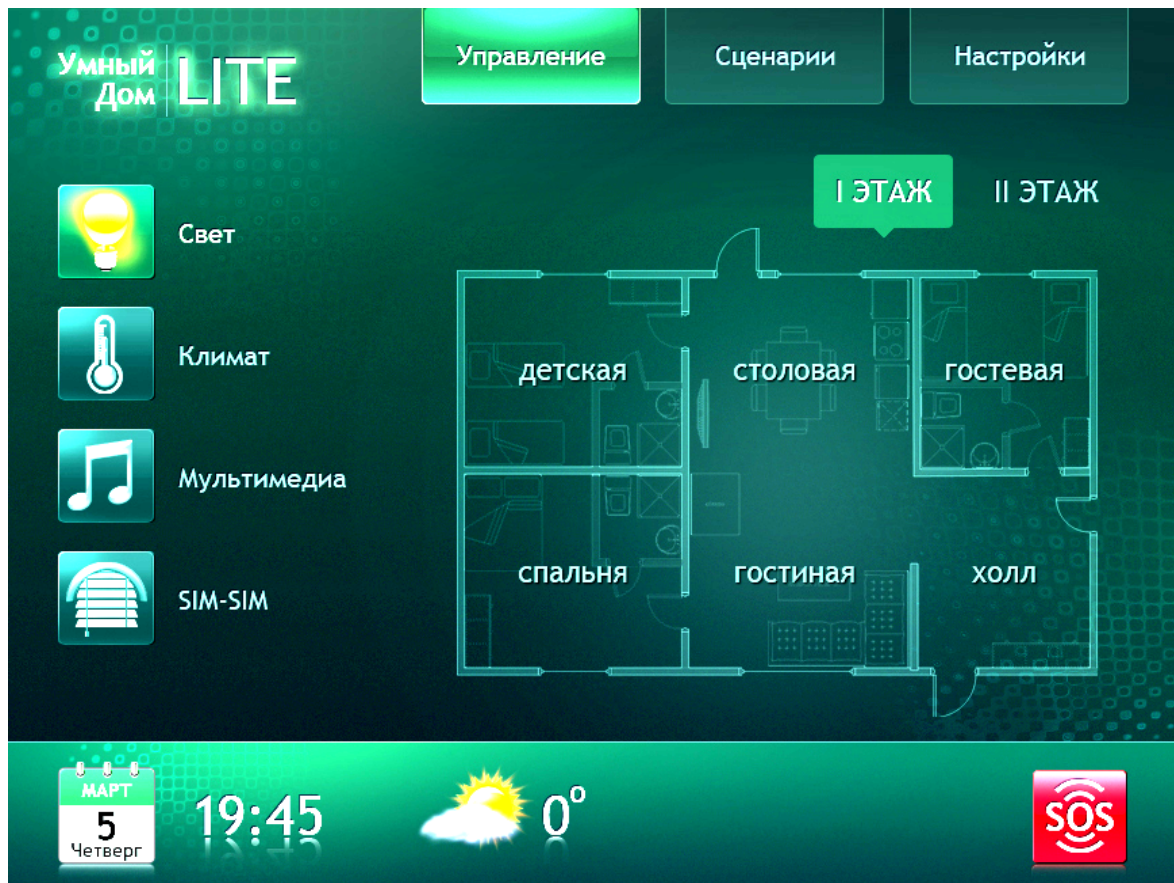 Умный
Дом
LITE
Управление
Сценарии
Настройки
I ЭТАЖ
II ЭТАЖ
Свет
Климат
Мультимедиа
SIM-SIM
детская
столовая
гостевая
спальня
гостиная
холл
МАРТ
5
Четверг
19:45
0°
SOS